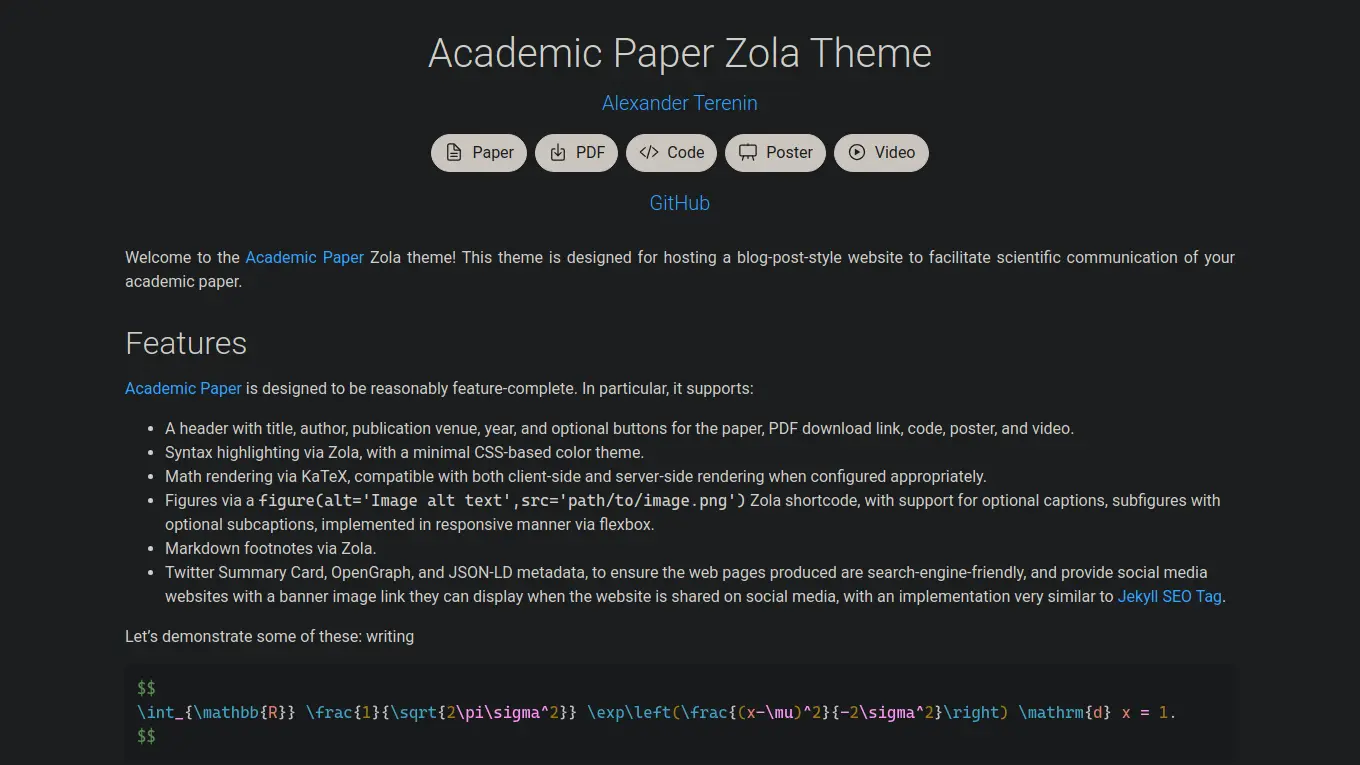 Academic Paper Zola Theme
Alexander Terenin
Paper PDF Code Poster Video
GitHub
Welcome to the Academic Paper Zola theme! This theme is designed for hosting a blog-post-style website to facilitate scientific communication of your
academic paper.
Features
Academic Paper is designed to be reasonably feature-complete. In particular, it supports:
• A header with title, author, publication venue, year, and optional buttons for the paper, PDF download link, code, poster, and video.
• Syntax highlighting via Zola, with a minimal CSS-based color theme.
• Math rendering via KaTeX, compatible with both client-side and server-side rendering when configured appropriately.
• Figures via a figure(alt='Image alt text',src='path/to/image.png') Zola shortcode, with support for optional captions, subfigures with
optional subcaptions, implemented in responsive manner via flexbox.
• Markdown footnotes via Zola.
• Twitter Summary Card, OpenGraph, and JSON-LD metadata, to ensure the web pages produced are search-engine-friendly, and provide social media
websites with a banner image link they can display when the website is shared on social media, with an implementation very similar to Jekyll SEO Tag.
Let's demonstrate some of these: writing
$$
\int_{\mathbb{R}} \frac{1}{\sqrt{2\pi\sigma^2}} \exp\left(\frac{(x-\mu)^2}{-2\sigma^2}\right) \mathrm{d} x = 1.
$$